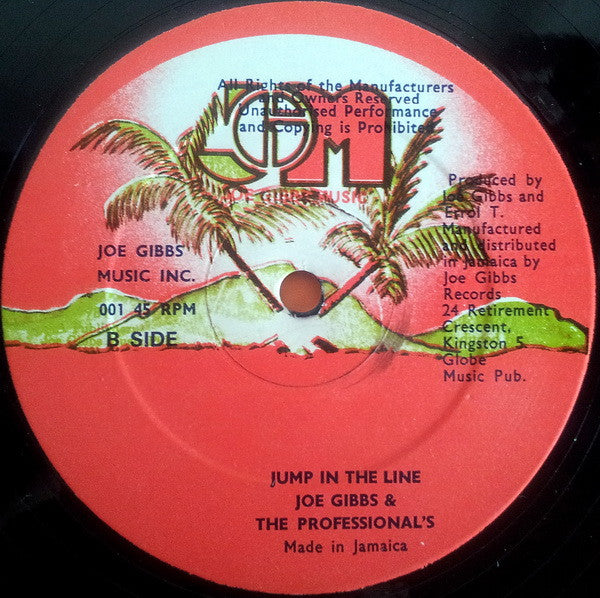 All Rights of the Manufacturers
and Owners Reserved
Unauthorised Performance
and Copying is Prohibited
JGM
JOE GIBBS MUSIC
JOE GIBBS
MUSIC INC.
001 45 RPM
B SIDE
Produced by
Joe Gibbs and
Errol T.
Manufactured
and distributed
in Jamaica by
Joe Gibbs
Records
24 Retirement
Crescent,
Kingston 5
Globe
Music Pub.
JUMP IN THE LINE
JOE GIBBS &
THE PROFESSIONAL'S
Made in Jamaica